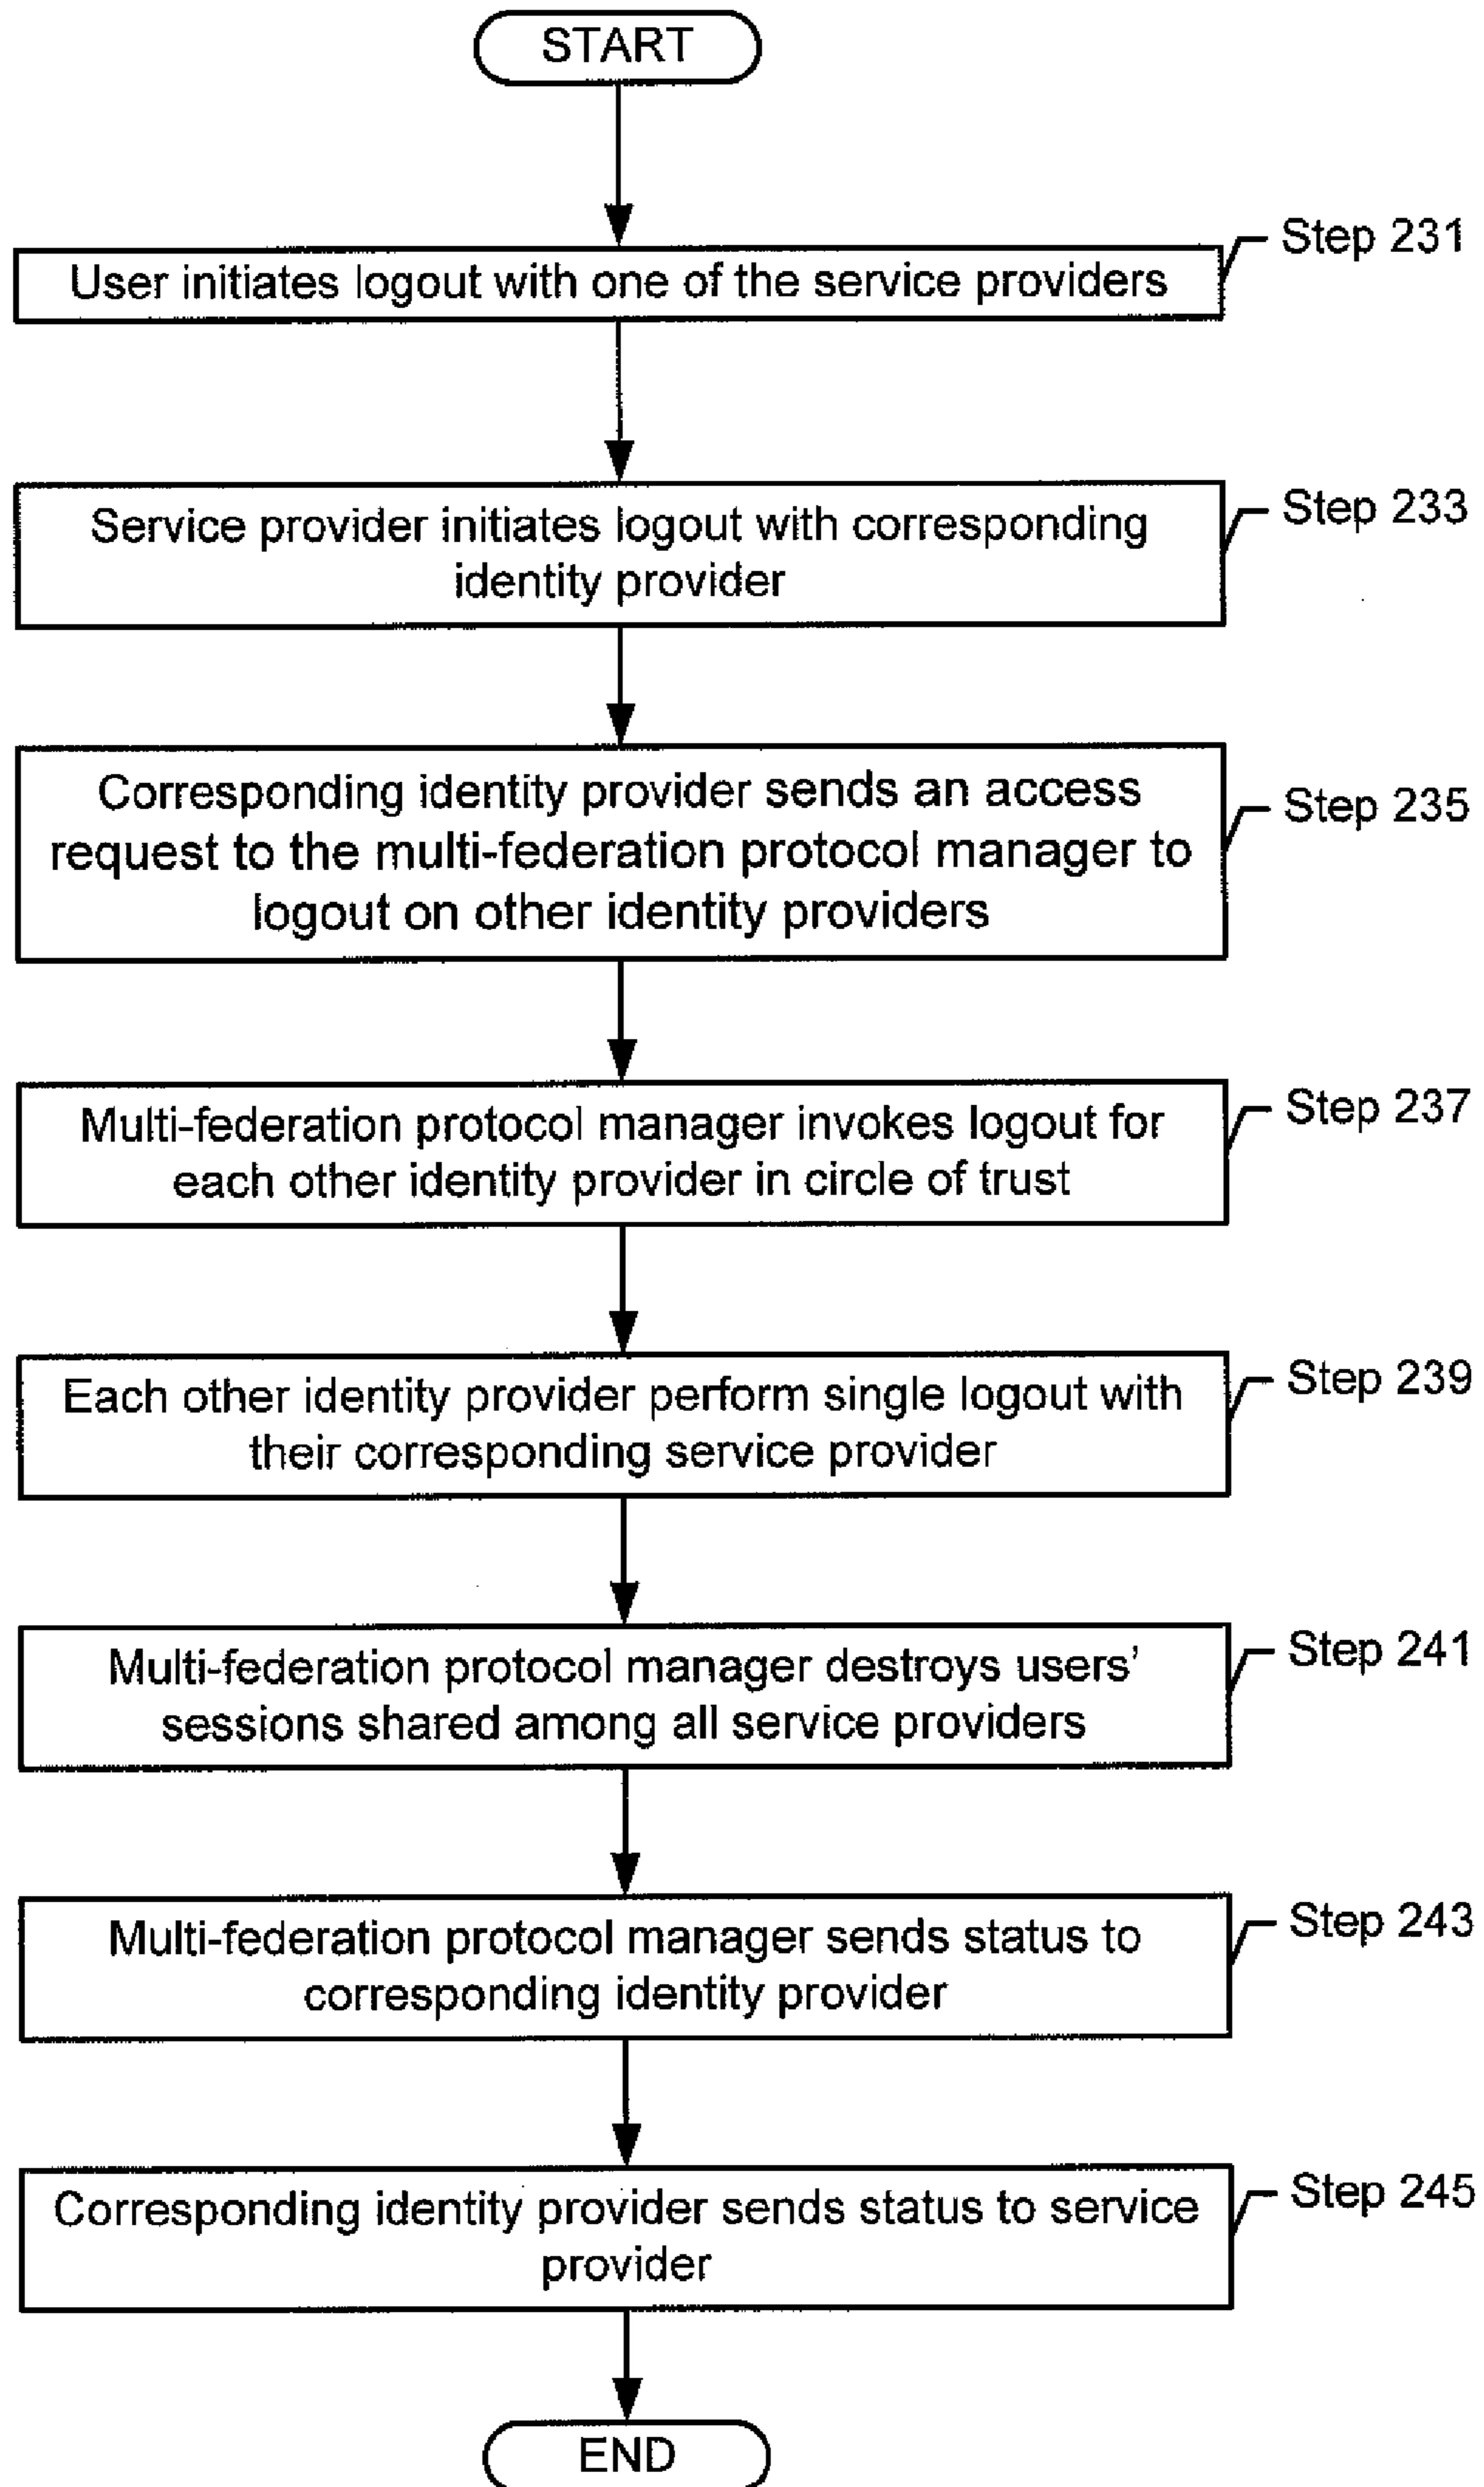 START
Step 231
User initiates logout with one of the service providers
Step 233
Service provider initiates logout with corresponding
identity provider
Step 235
Corresponding identity provider sends an access
request to the multi-federation protocol manager to
logout on other identity providers
Step 237
Multi-federation protocol manager invokes logout for
each other identity provider in circle of trust
Step 239
Each other identity provider perform single logout with
their corresponding service provider
Step 241
Multi-federation protocol manager destroys users’
sessions shared among all service providers
Step 243
Multi-federation protocol manager sends status to
corresponding identity provider
Step 245
Corresponding identity provider sends status to service
provider
END